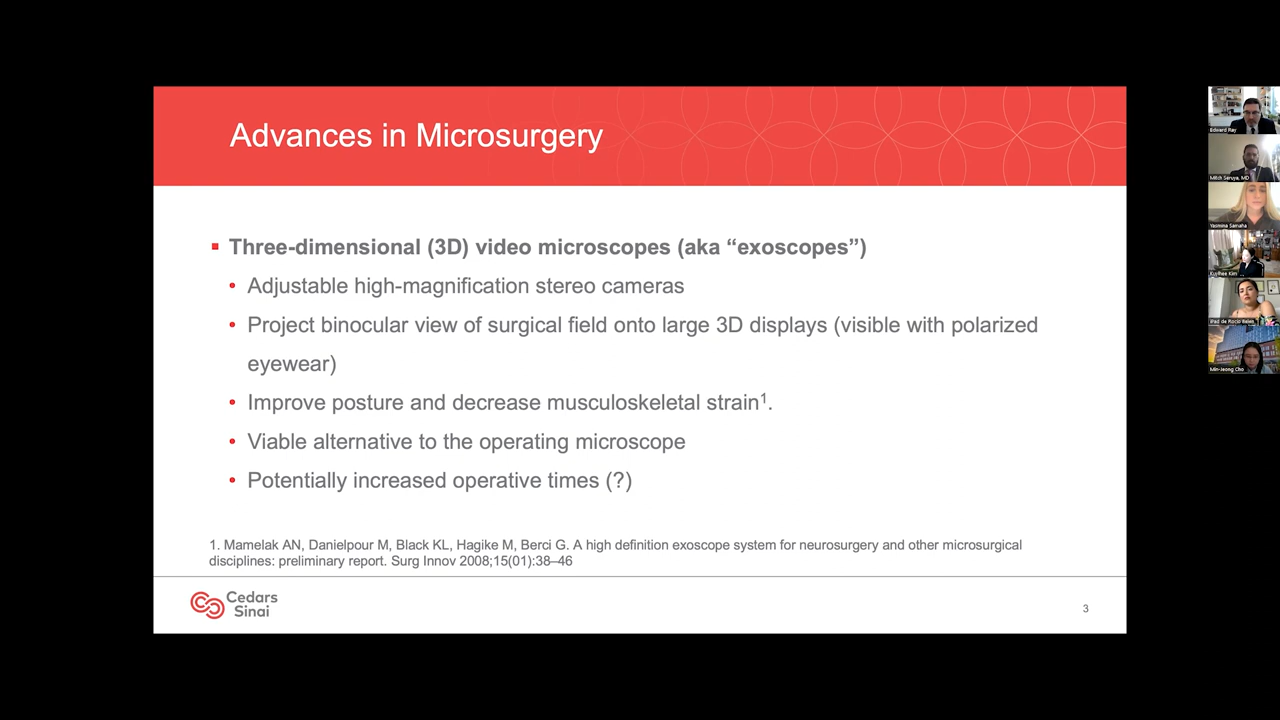 Advances in Microsurgery
Three-dimensional (3D) video microscopes (aka “exoscopes”)
Adjustable high-magnification stereo cameras
Project binocular view of surgical field onto large 3D displays (visible with polarized
eyewear)
Improve posture and decrease musculoskeletal strain1.
Viable alternative to the operating microscope
Potentially increased operative times (?)
1. Mamelak AN, Danielpour M, Black KL, Hagike M, Berci G. A high definition exoscope system for neurosurgery and other microsurgical
disciplines: preliminary report. Surg Innov 2008;15(01):38–46
Cedars
Sinai
3
Edward Ray
Mitch Seruya, MD
Yasmina Samaha
Kim
de Rocio
Min-Jeong Cho